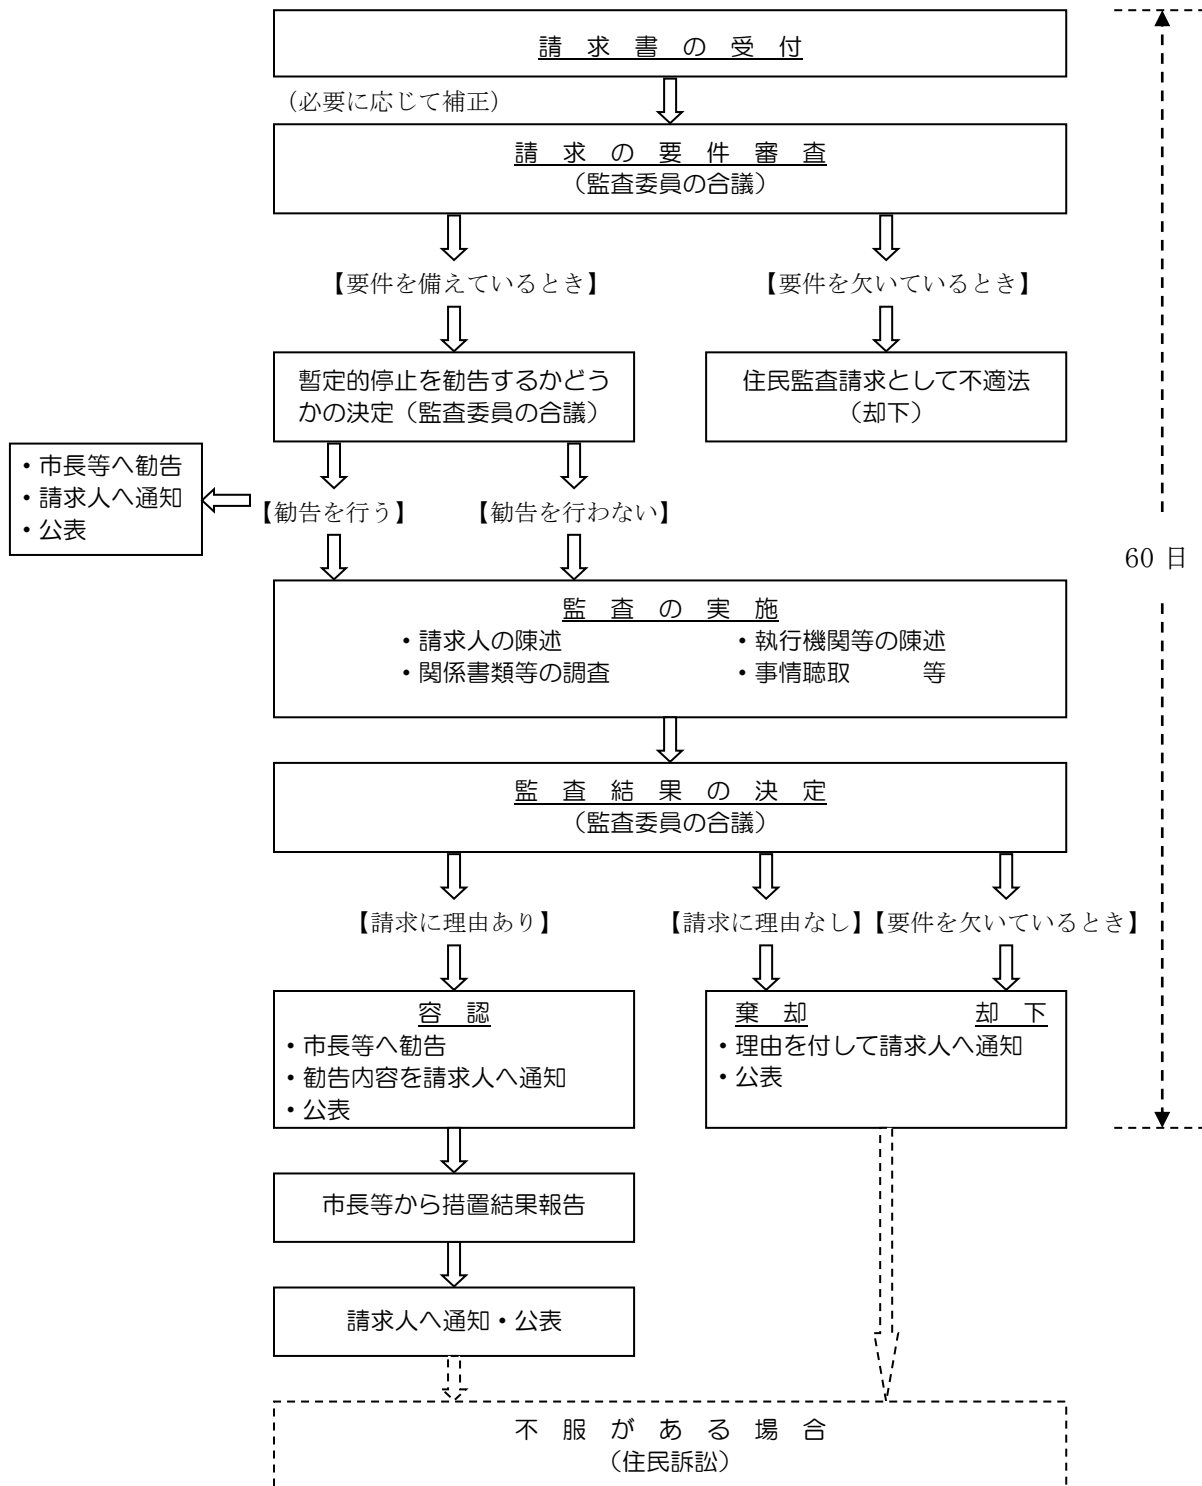 請 求 書 の 受 付
（必要に応じて補正）
請 求 の 要 件 審 査
（監査委員の合議）
【要件を備えているとき】
【要件を欠いているとき】
暫定的停止を勧告するかどう
かの決定（監査委員の合議）
住民監査請求として不適法
（却下）
・市長等へ勧告
・請求人へ通知
・公表
【勧告を行う】
【勧告を行わない】
60 日
監 査 の 実 施
・請求人の陳述 ・執行機関等の陳述
・関係書類等の調査 ・事情聴取 等
監 査 結 果 の 決 定
（監査委員の合議）
【請求に理由あり】
【請求に理由なし】【要件を欠いているとき】
容 認
・市長等へ勧告
・勧告内容を請求人へ通知
・公表
棄 却 却 下
・理由を付して請求人へ通知
・公表
市長等から措置結果報告
請求人へ通知・公表
不 服 が あ る 場 合
（住民訴訟）